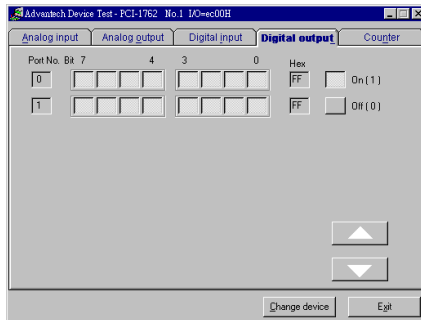 Advantech Device Test - PCI-1762 No.1 I/O=ec00H
Analog input Analog output Digital input Digital output Counter
Port No. Bit 7 4 3 0 Hex
0 FF On ( 1 )
1 FF Off ( 0 )
Change device Exit